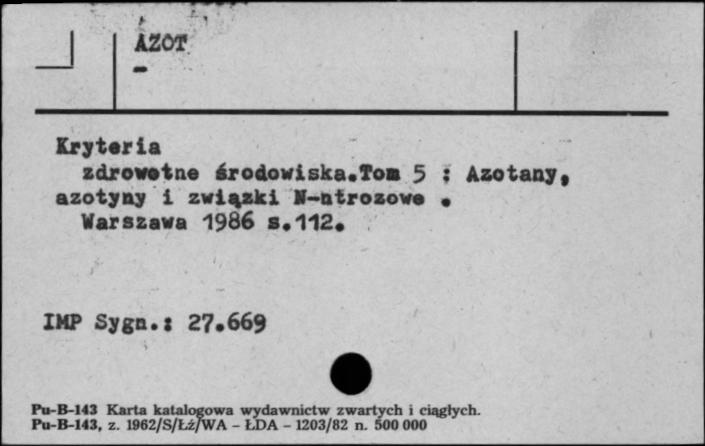 AZOT
-
Kryteria
zdrowotne środowiska.Tom 5 : Azotany,
azotyny i związki N-ntrozowe .
Warszawa 1986 s.112.
IMP Sygn.: 27.669
Pu-B-143 Karta katalogowa wydawnictw zwartych i ciągłych.
Pu-B-143, z. 1962/S/Łż/WA - ŁDA - 1203/82 n. 500 000